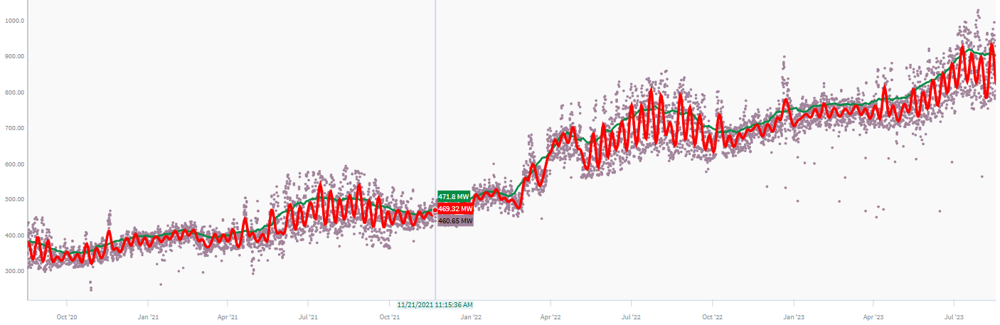 1000.0
900.00
800.00
700.00
600.00
500.00
400.00
300.00
471.8 MW
469.32 MW
460.65 MW
11/21/2021 11:15:36 AM
Oct '20
Jan '21
Apr '21
Jul '21
Oct '21
Jan '22
Apr '22
Jul '22
Oct '22
Jan '23
Apr '23
Jul '23